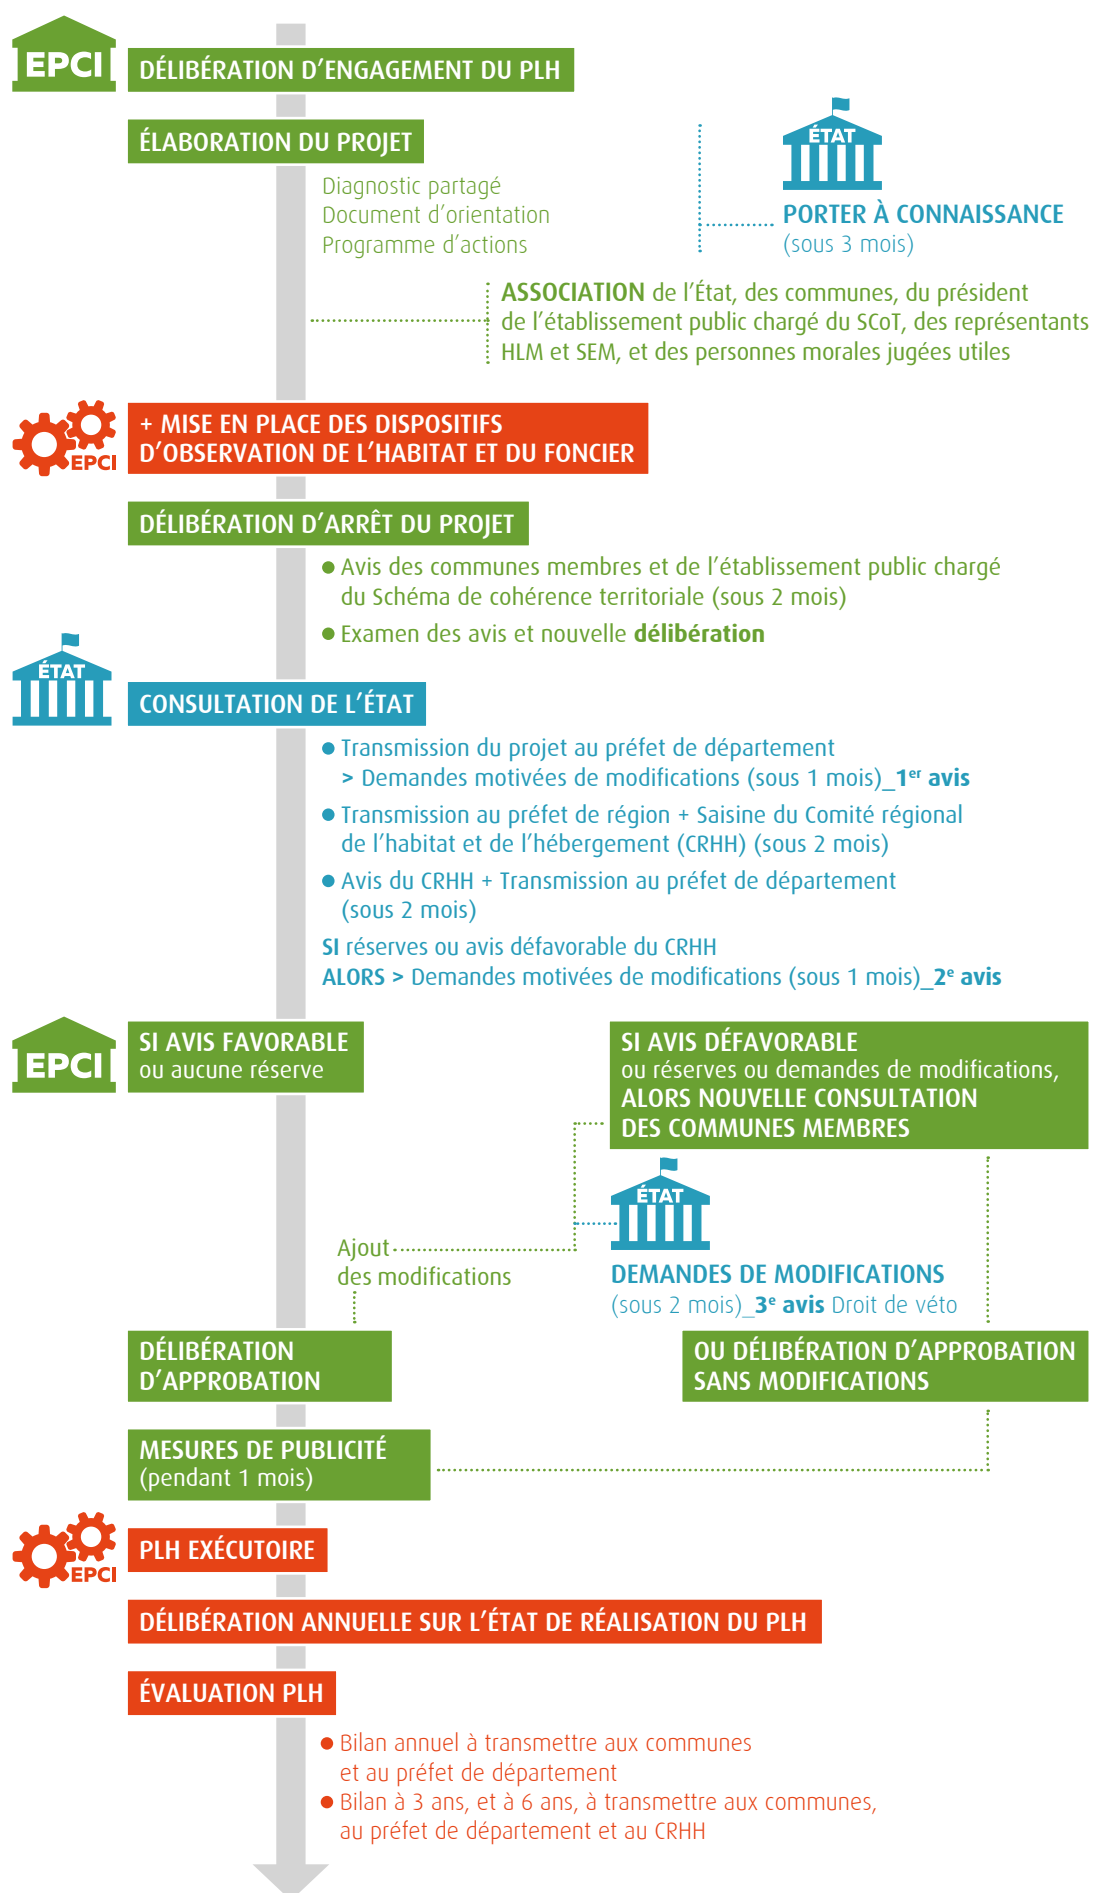 EPCI
DÉLIBÉRATION D’ENGAGEMENT DU PLH
ÉLABORATION DU PROJET
Diagnostic partagé
Document d’orientation
Programme d’actions
ÉTAT
PORTER À CONNAISSANCE
(sous 3 mois)
ASSOCIATION de l’État, des communes, du président
de l’établissement public chargé du SCoT, des représentants
HLM et SEM, et des personnes morales jugées utiles
EPCI
+ MISE EN PLACE DES DISPOSITIFS
D’OBSERVATION DE L’HABITAT ET DU FONCIER
DÉLIBÉRATION D’ARRÊT DU PROJET
● Avis des communes membres et de l’établissement public chargé
du Schéma de cohérence territoriale (sous 2 mois)
● Examen des avis et nouvelle délibération
ÉTAT
CONSULTATION DE L’ÉTAT
● Transmission du projet au préfet de département
> Demandes motivées de modifications (sous 1 mois)_1er avis
● Transmission au préfet de région + Saisine du Comité régional
de l’habitat et de l’hébergement (CRHH) (sous 2 mois)
● Avis du CRHH + Transmission au préfet de département
(sous 2 mois)
SI réserves ou avis défavorable du CRHH
ALORS > Demandes motivées de modifications (sous 1 mois)_2e avis
EPCI
SI AVIS FAVORABLE
ou aucune réserve
SI AVIS DÉFAVORABLE
ou réserves ou demandes de modifications,
ALORS NOUVELLE CONSULTATION
DES COMMUNES MEMBRES
ÉTAT
DEMANDES DE MODIFICATIONS
(sous 2 mois)_3e avis Droit de véto
Ajout
des modifications
DÉLIBÉRATION
D’APPROBATION
OU DÉLIBÉRATION D’APPROBATION
SANS MODIFICATIONS
MESURES DE PUBLICITÉ
(pendant 1 mois)
EPCI
PLH EXÉCUTOIRE
DÉLIBÉRATION ANNUELLE SUR L’ÉTAT DE RÉALISATION DU PLH
ÉVALUATION PLH
● Bilan annuel à transmettre aux communes
et au préfet de département
● Bilan à 3 ans, et à 6 ans, à transmettre aux communes,
au préfet de département et au CRHH